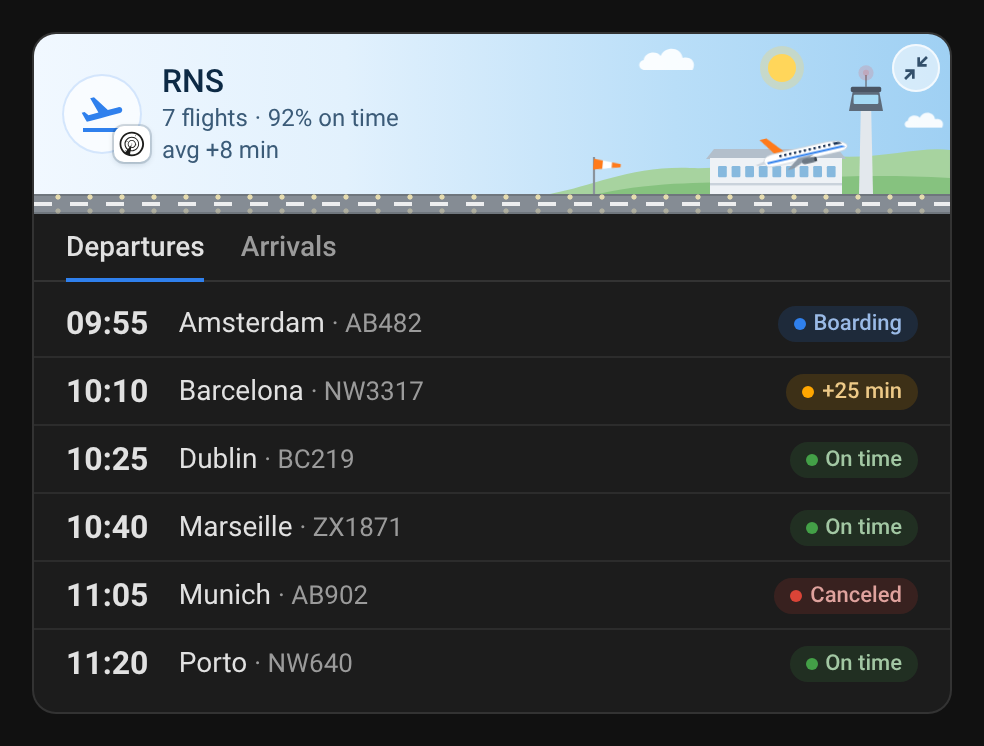 RNS
7 flights · 92% on time
avg +8 min
Departures Arrivals
09:55 Amsterdam · AB482 Boarding
10:10 Barcelona · NW3317 +25 min
10:25 Dublin · BC219 On time
10:40 Marseille · ZX1871 On time
11:05 Munich · AB902 Canceled
11:20 Porto · NW640 On time